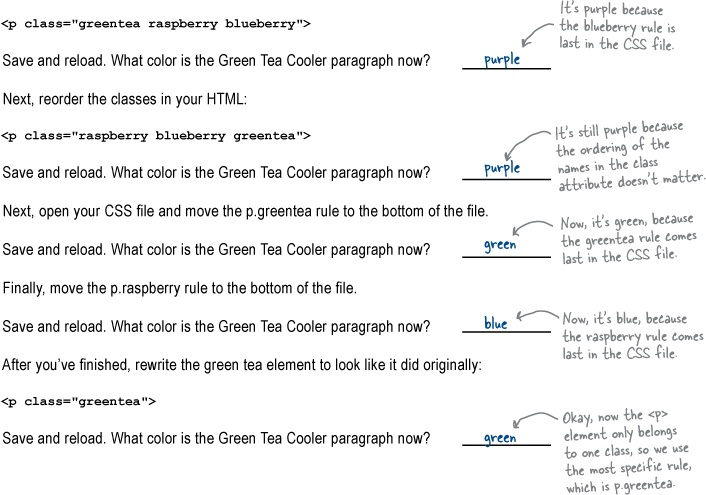 <p class="greentea raspberry blueberry">
It's purple because
the blueberry rule is
last in the CSS file.
Save and reload. What color is the Green Tea Cooler paragraph now? purple
Next, reorder the classes in your HTML:
<p class="raspberry blueberry greentea">
It's still purple because
the ordering of the
names in the class
attribute doesn't matter.
Save and reload. What color is the Green Tea Cooler paragraph now? purple
Next, open your CSS file and move the p.greentea rule to the bottom of the file.
Save and reload. What color is the Green Tea Cooler paragraph now? green
Now, it's green, because
the greentea rule comes
last in the CSS file.
Finally, move the p.raspberry rule to the bottom of the file.
Save and reload. What color is the Green Tea Cooler paragraph now? blue
Now, it's blue, because
the raspberry rule comes
last in the CSS file.
After you've finished, rewrite the green tea element to look like it did originally:
<p class="greentea">
Save and reload. What color is the Green Tea Cooler paragraph now? green
Okay, now the <p>
element only belongs
to one class, so we use
the most specific rule,
which is p.greentea.